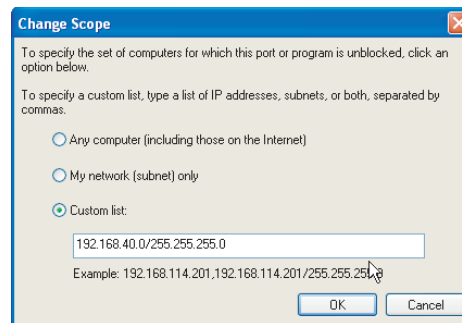 Change Scope
To specify the set of computers for which this port or program is unblocked, click an
option below.
To specify a custom list, type a list of IP addresses, subnets, or both, separated by
commas.
Any computer (including those on the Internet)
My network (subnet) only
Custom list:
192.168.40.0/255.255.255.0
Example: 192.168.114.201,192.168.114.201/255.255.255.0
OK
Cancel